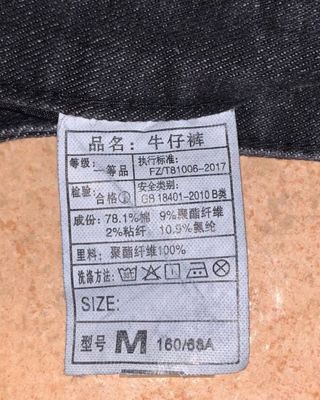 品名: 牛仔裤
等级: 一等品 执行标准: FZ/T81006-2017
检验: 合格① 安全类别: GB 18401-2010 B类
成份: 78.1%棉 9%聚酯纤维
2%粘纤 10.9%氨纶
里料: 聚酯纤维100%
洗涤方法:
SIZE:
型号 M 160/68A